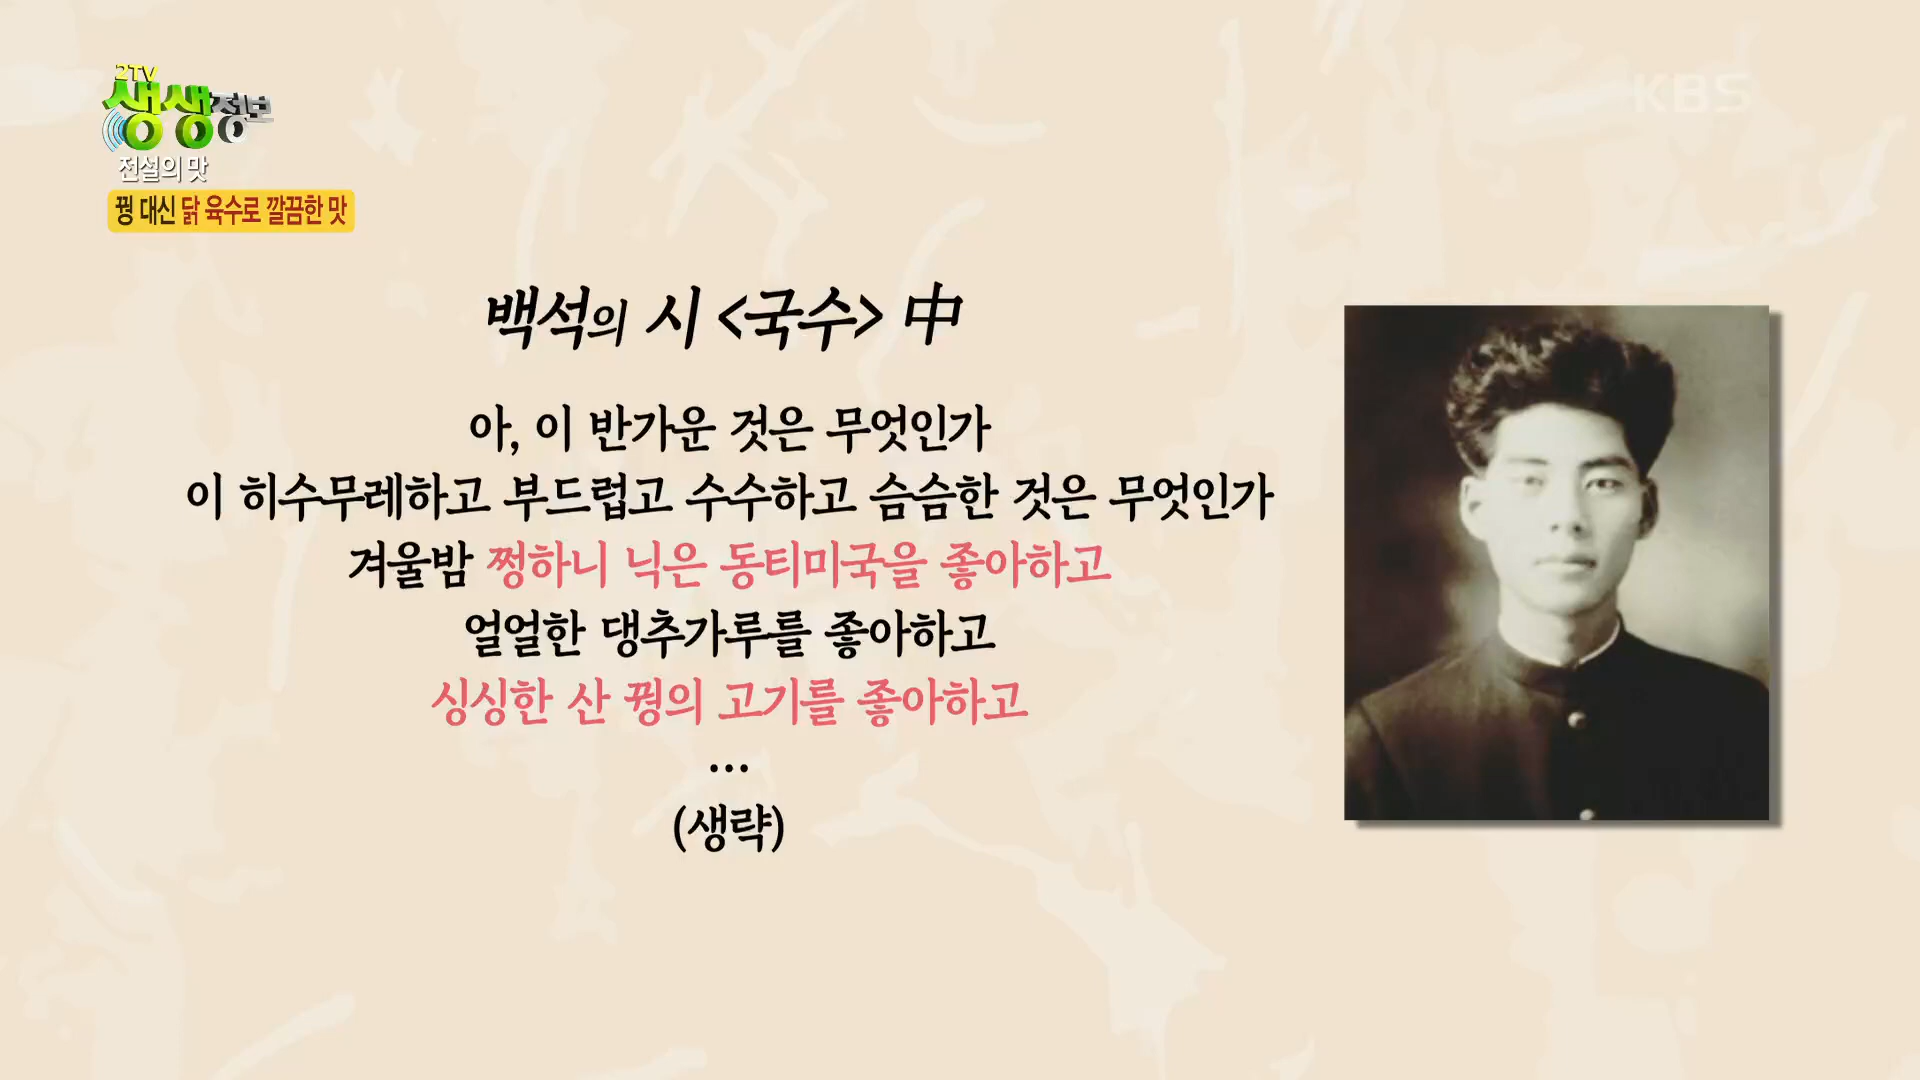 2TV
생생정보
전설의 맛
꿩 대신 닭 육수로 깔끔한 맛
KBS
백석의 시 <국수> 中
아, 이 반가운 것은 무엇인가
이 히수무레하고 부드럽고 수수하고 슴슴한 것은 무엇인가
겨울밤 쩡하니 닉은 동티미국을 좋아하고
얼얼한 댕추가루를 좋아하고
싱싱한 산 꿩의 고기를 좋아하고
...
(생략)